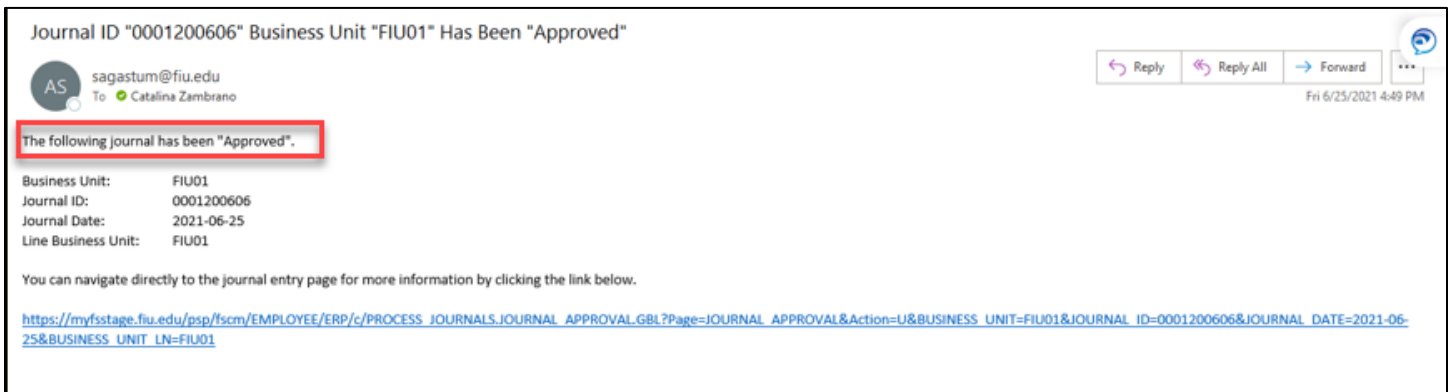 Journal ID "0001200606" Business Unit "FIU01" Has Been "Approved"
AS
sagastum@fiu.edu
To Catalina Zambrano
Reply
Reply All
Forward
...
Fri 6/25/2021 4:49 PM
The following journal has been "Approved".
Business Unit: FIU01
Journal ID: 0001200606
Journal Date: 2021-06-25
Line Business Unit: FIU01
You can navigate directly to the journal entry page for more information by clicking the link below.
https://myfsstage.fiu.edu/psp/fscm/EMPLOYEE/ERP/c/PROCESS_JOURNALS.JOURNAL_APPROVAL.GBL?Page=JOURNAL_APPROVAL&Action=U&BUSINESS_UNIT=FIU01&JOURNAL_ID=0001200606&JOURNAL_DATE=2021-06-
25&BUSINESS_UNIT_LN=FIU01